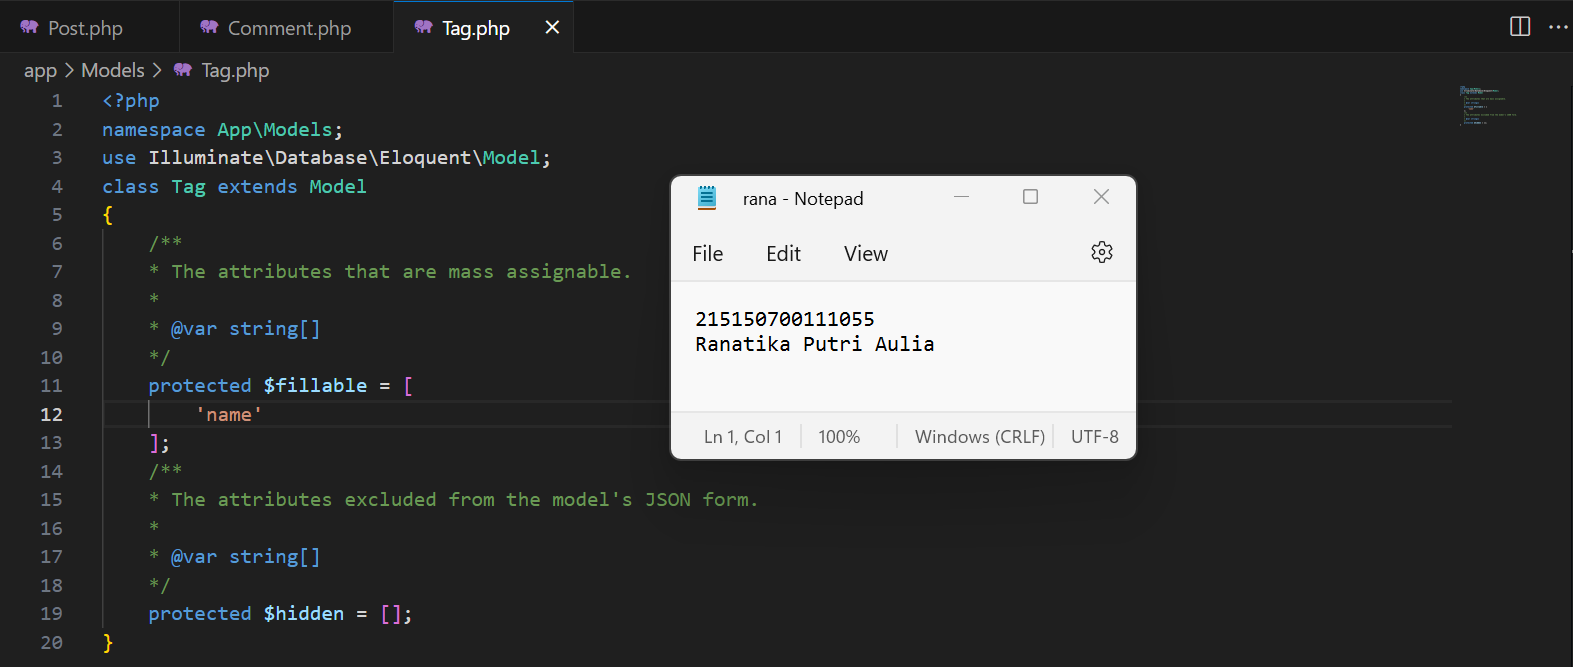 Post.php
Comment.php
Tag.php
app > Models > Tag.php
1 <?php
2 namespace App\Models;
3 use Illuminate\Database\Eloquent\Model;
4 class Tag extends Model
5 {
6 /**
7 * The attributes that are mass assignable.
8 *
9 * @var string[]
10 */
11 protected $fillable = [
12 'name'
13 ];
14 /**
15 * The attributes excluded from the model's JSON form.
16 *
17 * @var string[]
18 */
19 protected $hidden = [];
20 }
rana - Notepad
File Edit View
215150700111055
Ranatika Putri Aulia
Ln 1, Col 1 100% Windows (CRLF) UTF-8